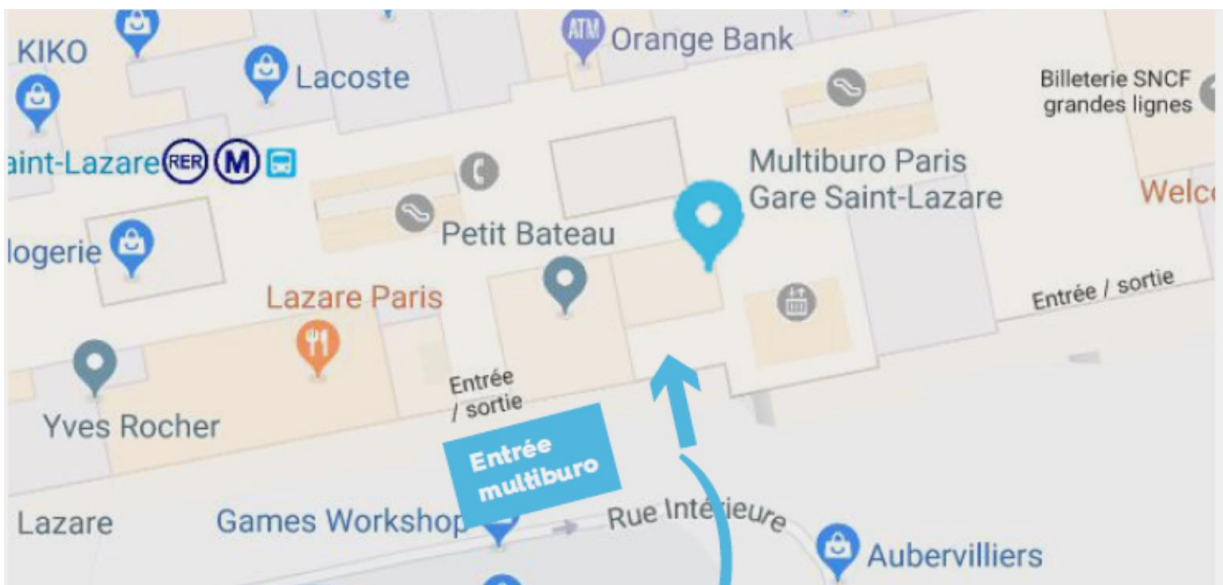 KIKO
Lacoste
ATM
Orange Bank
Billeterie SNCF
grandes lignes
aint-Lazare RER M
Multiburo Paris
Gare Saint-Lazare
Welc
Petit Bateau
logerie
Lazare Paris
Entrée / sortie
Yves Rocher
Entrée
/ sortie
Entrée
multiburo
Lazare
Games Workshop
Rue Intérieure
Aubervilliers